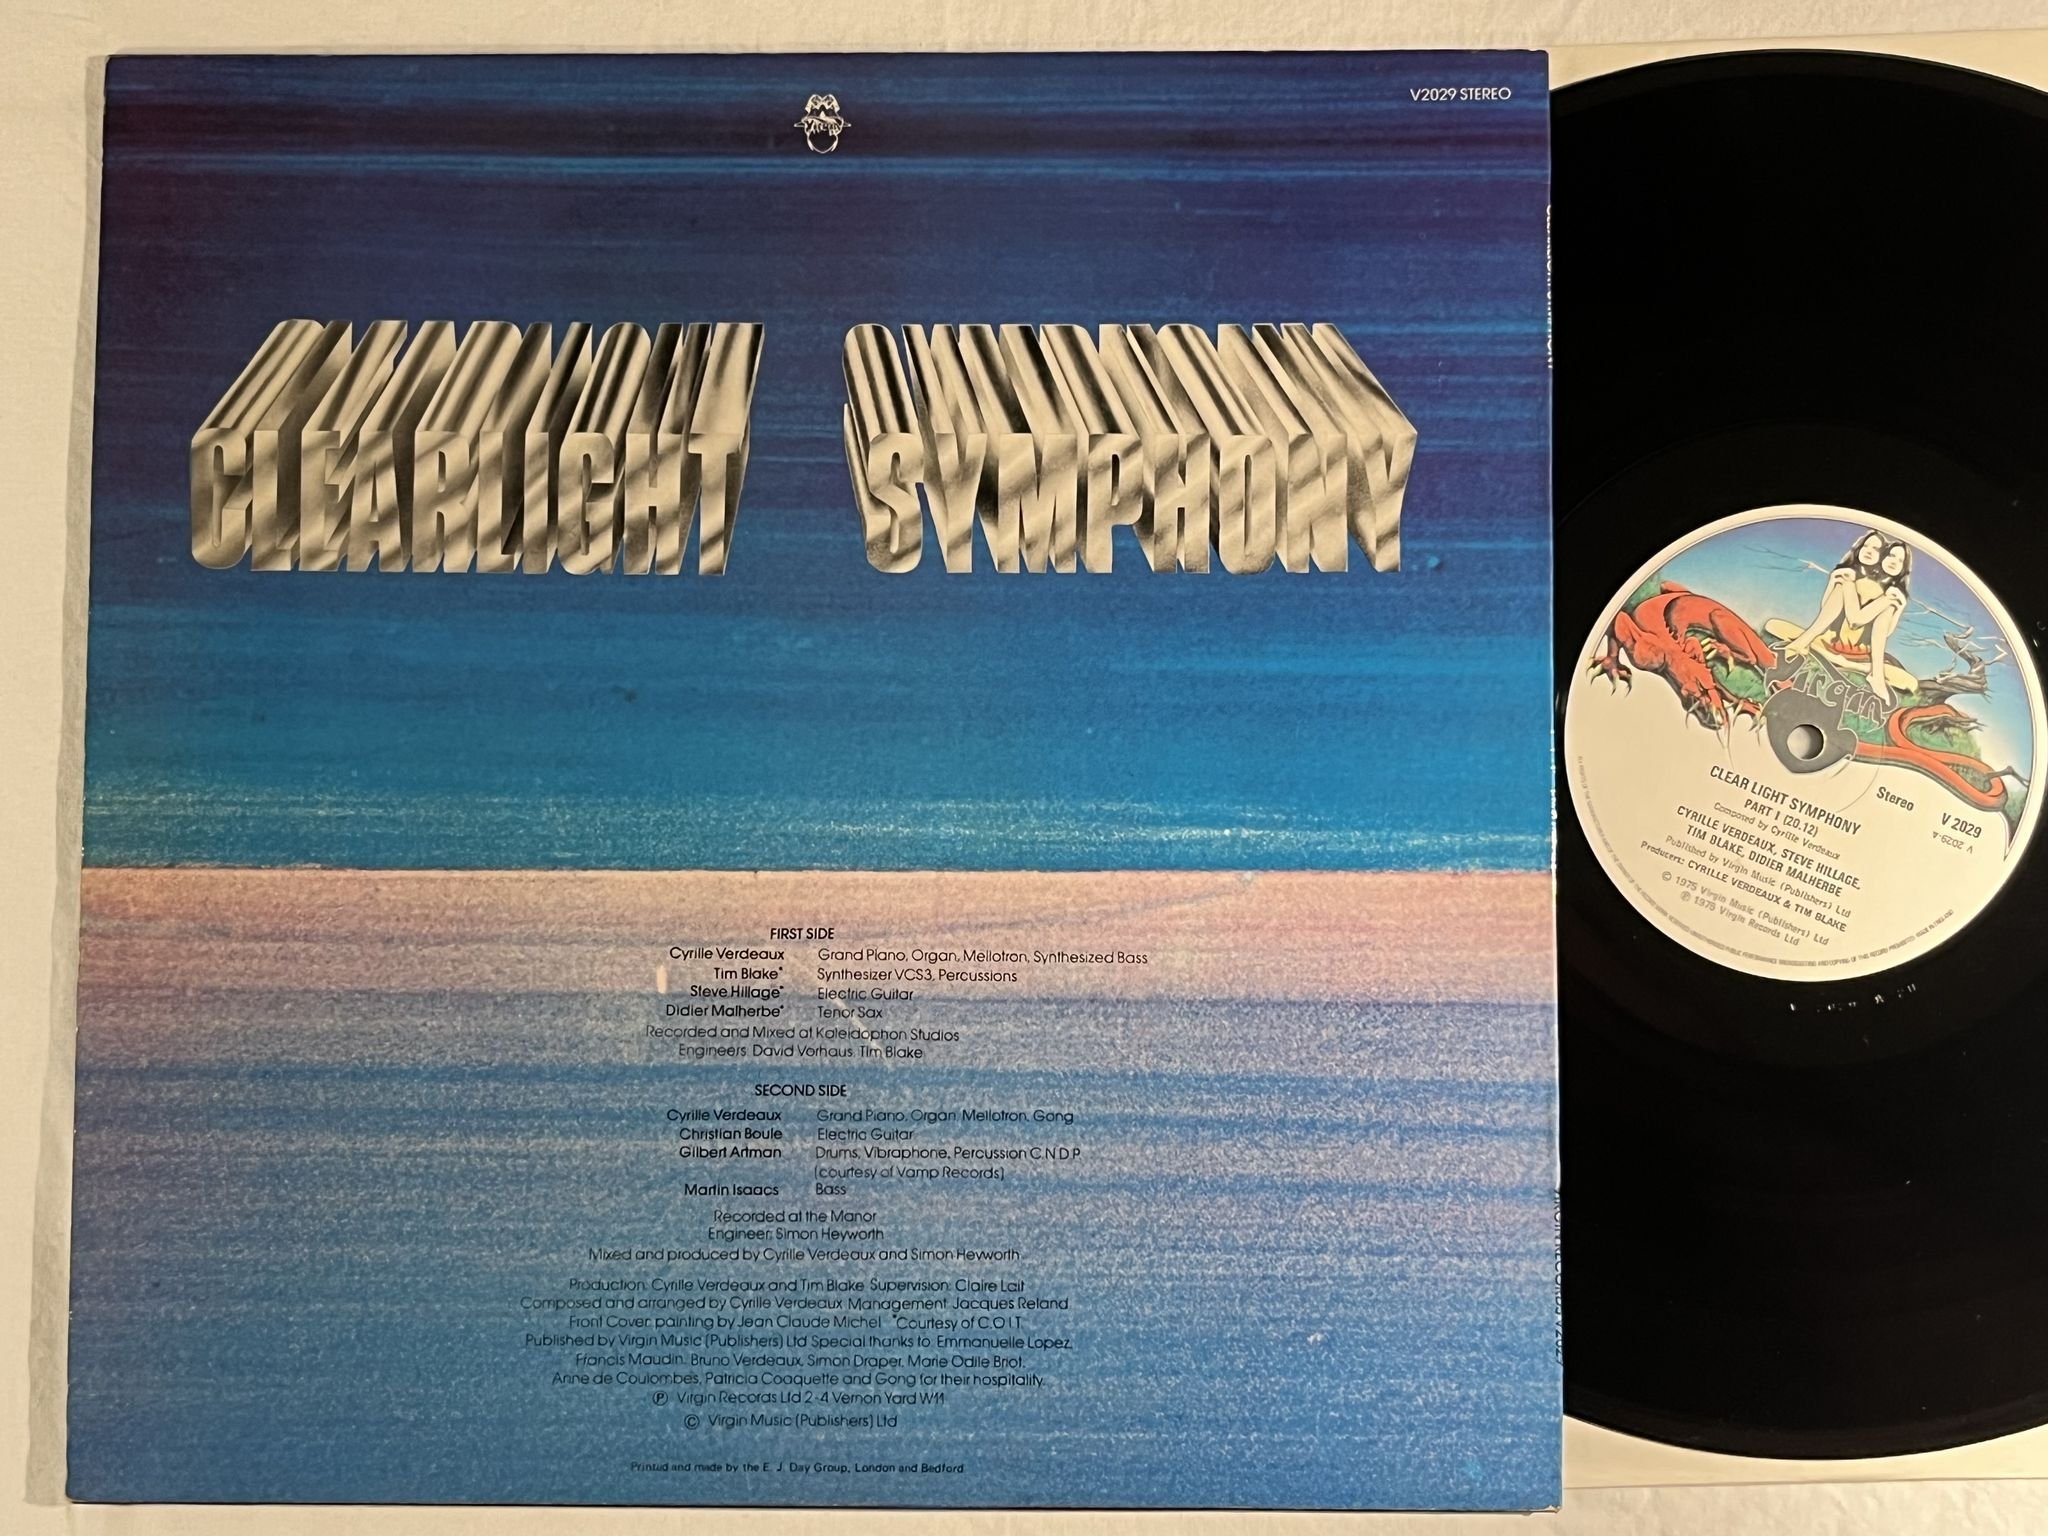 Virgin
V2029 STEREO
CLEARLIGHT SYMPHONY
FIRST SIDE
Cyrille Verdeaux Grand Piano, Organ, Mellotron, Synthesized Bass
Tim Blake* Synthesizer VCS3, Percussions
Steve Hillage* Electric Guitar
Didier Malherbe* Tenor Sax
Recorded and Mixed at Kaleidophon Studios
Engineers: David Vorhaus, Tim Blake
SECOND SIDE
Cyrille Verdeaux Grand Piano, Organ, Mellotron, Gong
Christian Boule Electric Guitar
Gilbert Artman Drums, Vibraphone, Percussion C.N.D.P.
(courtesy of Vamp Records)
Martin Isaacs Bass
Recorded at the Manor
Engineer: Simon Heyworth
Mixed and produced by Cyrille Verdeaux and Simon Heyworth
Production: Cyrille Verdeaux and Tim Blake Supervision: Claire Lait
Composed and arranged by Cyrille Verdeaux Management: Jacques Reland
Front Cover: painting by Jean Claude Michel *Courtesy of C.O.I.T.
Published by Virgin Music (Publishers) Ltd Special thanks to: Emmanuelle Lopez,
Francis Maudin, Bruno Verdeaux, Simon Draper, Marie Odile Briot,
Anne de Coulombes, Patricia Coaquette and Gong for their hospitality.
℗ Virgin Records Ltd 2-4 Vernon Yard W11
© Virgin Music (Publishers) Ltd
Printed and made by the E. J. Day Group, London and Bedford
VIRGIN RECORDS V2029
Virgin
CLEAR LIGHT SYMPHONY
PART I (20.12)
Composed by Cyrille Verdeaux
CYRILLE VERDEAUX, STEVE HILLAGE,
TIM BLAKE, DIDIER MALHERBE
Published by Virgin Music (Publishers) Ltd
Producers: CYRILLE VERDEAUX & TIM BLAKE
© 1975 Virgin Music (Publishers) Ltd
℗ 1975 Virgin Records Ltd
Stereo
V 2029
V 2029-A